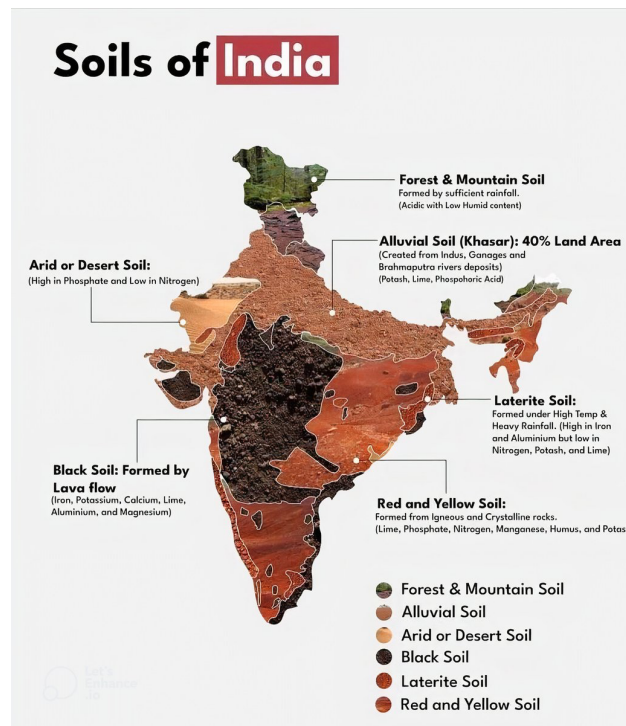 Soils of India
Forest & Mountain Soil
Formed by sufficient rainfall.
(Acidic with Low Humid content)
Alluvial Soil (Khasar): 40% Land Area
(Created from Indus, Ganages and
Brahmaputra rivers deposits)
(Potash, Lime, Phospohoric Acid)
Arid or Desert Soil:
(High in Phosphate and Low in Nitrogen)
Laterite Soil:
Formed under High Temp &
Heavy Rainfall. (High in Iron
and Aluminium but low in
Nitrogen, Potash, and Lime)
Black Soil: Formed by
Lava flow
(Iron, Potassium, Calcium, Lime,
Aluminium, and Magnesium)
Red and Yellow Soil:
Formed from Igneous and Crystalline rocks.
(Lime, Phosphate, Nitrogen, Manganese, Humus, and Potas
Forest & Mountain Soil
Alluvial Soil
Arid or Desert Soil
Black Soil
Laterite Soil
Red and Yellow Soil
Let's
Enhance